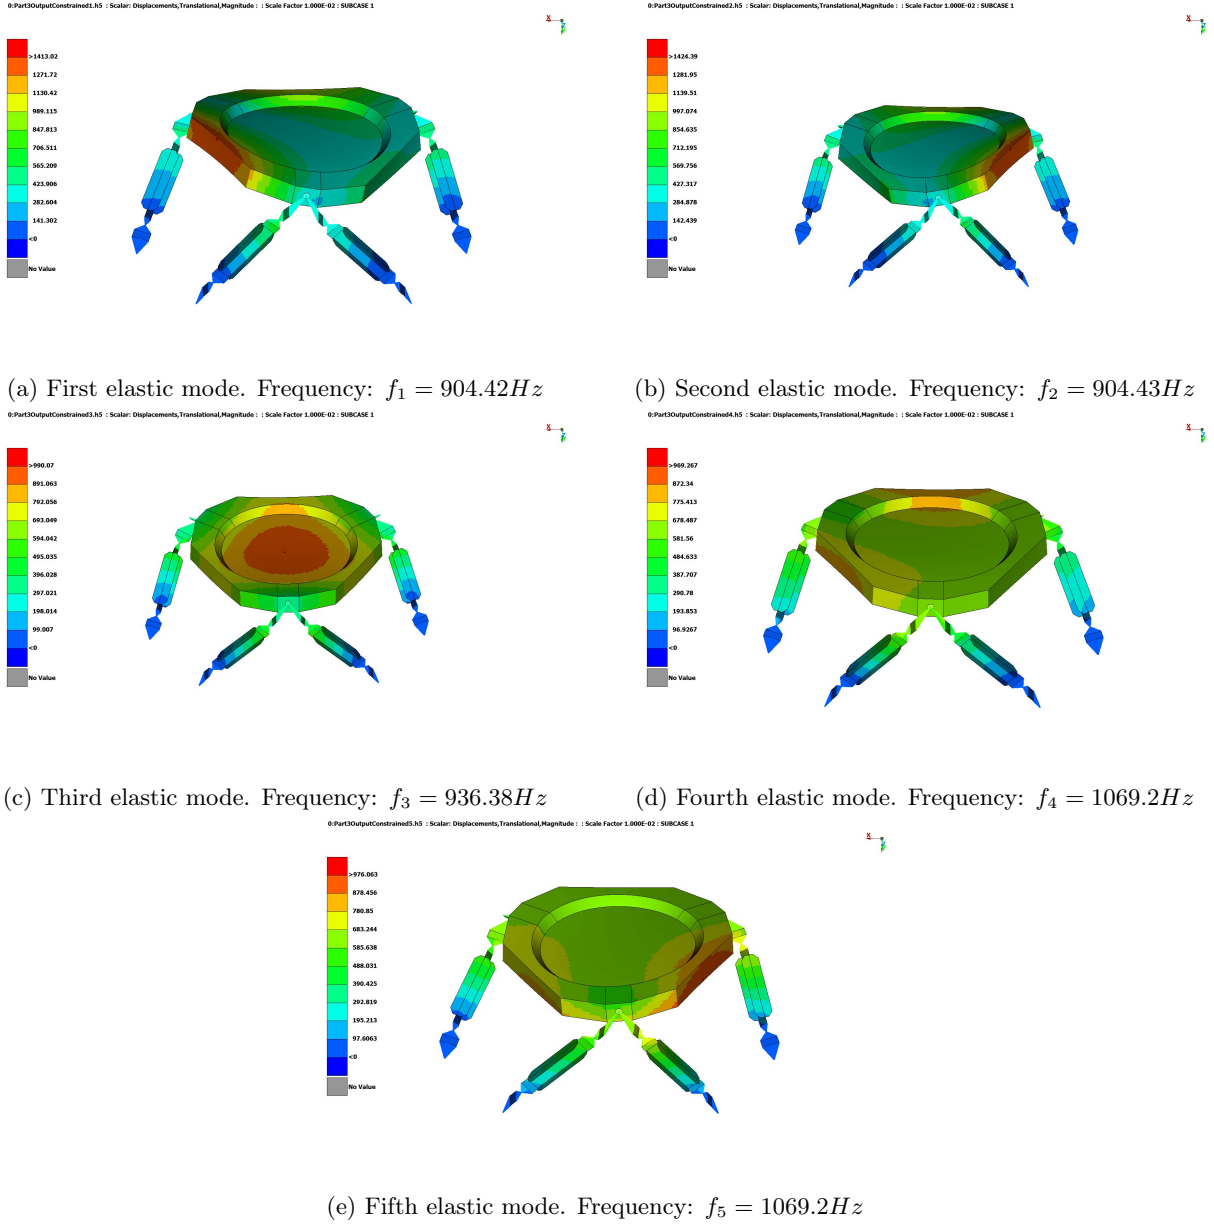 0:Part3OutputConstrained1.h5 : Scalar: Displacements,Translational,Magnitude : : Scale Factor 1.000E-02 : SUBCASE 1
X
>1413.02
1271.72
1130.42
989.115
847.813
706.511
565.209
423.906
282.604
141.302
<0
No Value
(a) First elastic mode. Frequency: f₁ = 904.42Hz
0:Part3OutputConstrained2.h5 : Scalar: Displacements,Translational,Magnitude : : Scale Factor 1.000E-02 : SUBCASE 1
X
>1424.39
1281.95
1139.51
997.074
854.635
712.195
569.756
427.317
284.878
142.439
<0
No Value
(b) Second elastic mode. Frequency: f₂ = 904.43Hz
0:Part3OutputConstrained3.h5 : Scalar: Displacements,Translational,Magnitude : : Scale Factor 1.000E-02 : SUBCASE 1
X
>990.07
891.063
792.056
693.049
594.042
495.035
396.028
297.021
198.014
99.007
<0
No Value
(c) Third elastic mode. Frequency: f₃ = 936.38Hz
0:Part3OutputConstrained4.h5 : Scalar: Displacements,Translational,Magnitude : : Scale Factor 1.000E-02 : SUBCASE 1
X
>969.267
872.34
775.413
678.487
581.56
484.633
387.707
290.78
193.853
96.9267
<0
No Value
(d) Fourth elastic mode. Frequency: f₄ = 1069.2Hz
0:Part3OutputConstrained5.h5 : Scalar: Displacements,Translational,Magnitude : : Scale Factor 1.000E-02 : SUBCASE 1
X
>976.063
878.456
780.85
683.244
585.638
488.031
390.425
292.819
195.213
97.6063
<0
No Value
(e) Fifth elastic mode. Frequency: f₅ = 1069.2Hz